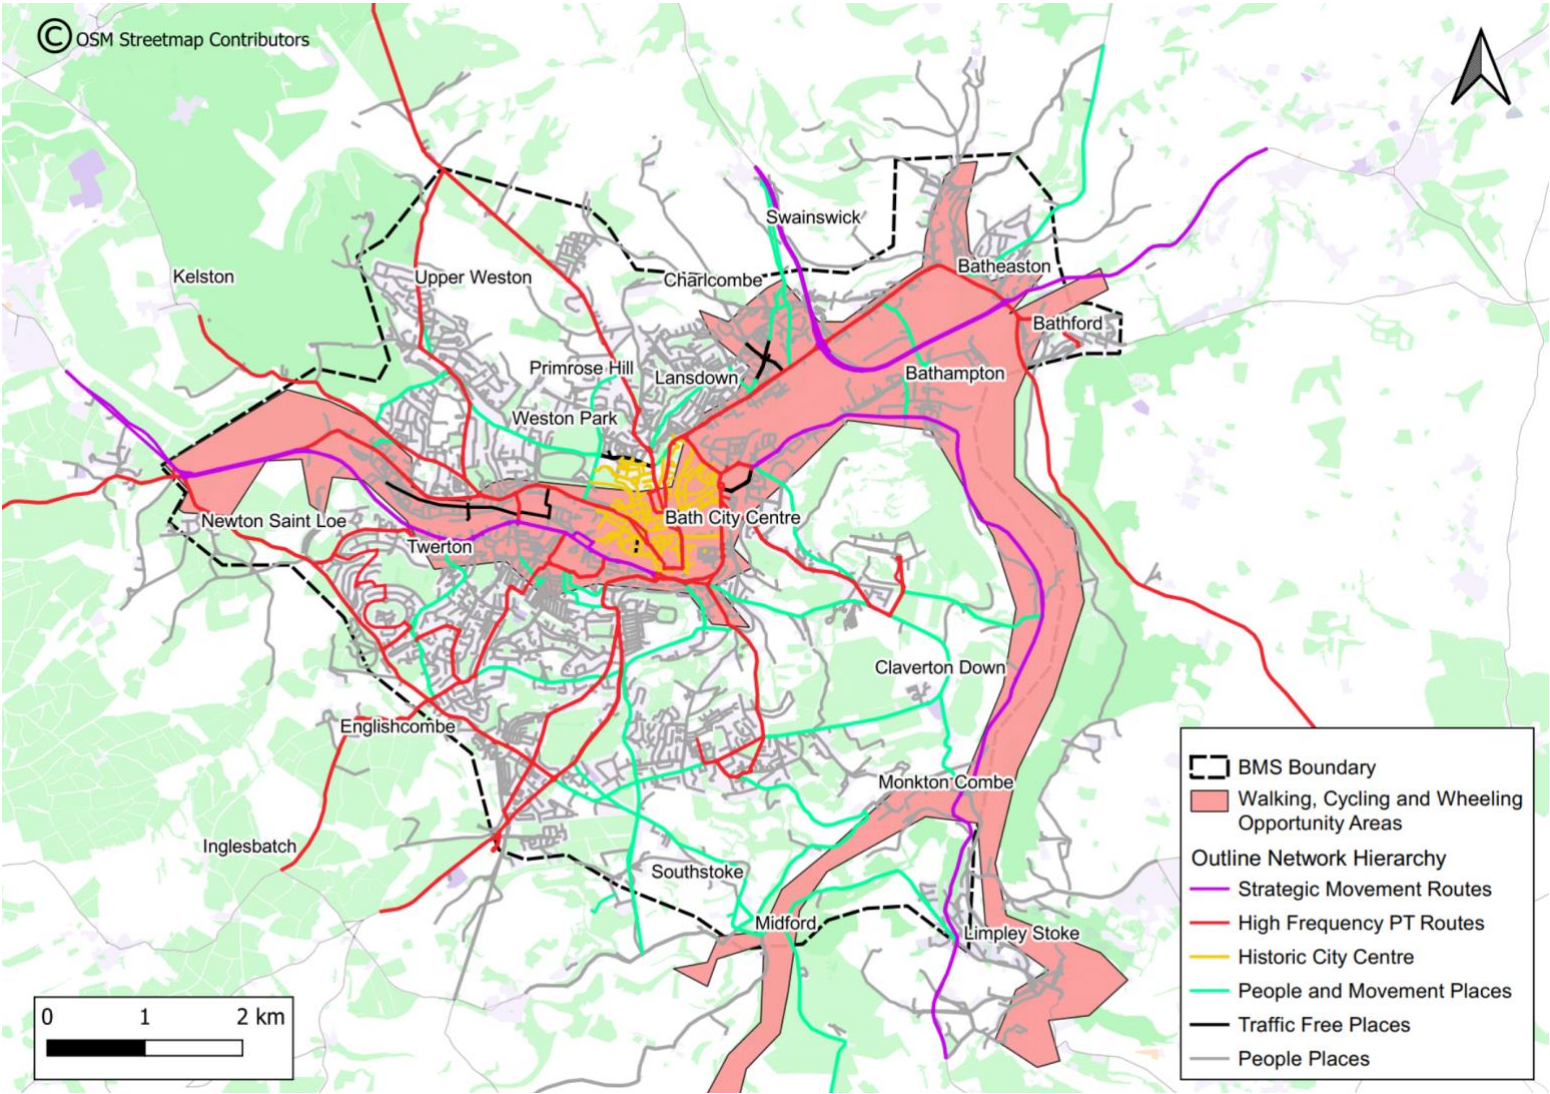 © OSM Streetmap Contributors
Swainswick
Kelston
Upper Weston
Charlcombe
Batheaston
Bathford
Primrose Hill
Lansdown
Bathampton
Weston Park
Newton Saint Loe
Bath City Centre
Twerton
Claverton Down
Englishcombe
Monkton Combe
Inglesbatch
Southstoke
Midford
Limpley Stoke
BMS Boundary
Walking, Cycling and Wheeling
Opportunity Areas
Outline Network Hierarchy
Strategic Movement Routes
High Frequency PT Routes
Historic City Centre
People and Movement Places
Traffic Free Places
People Places
0 1 2 km